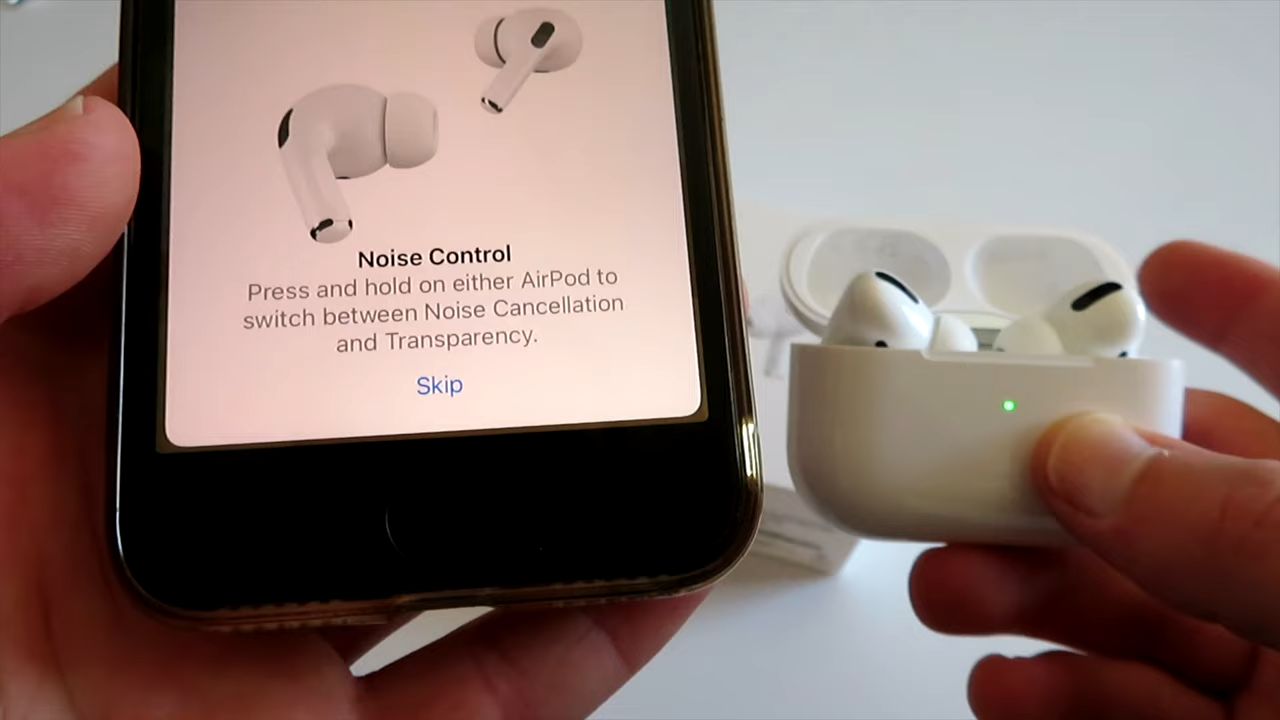 Noise Control
Press and hold on either AirPod to
switch between Noise Cancellation
and Transparency.
Skip